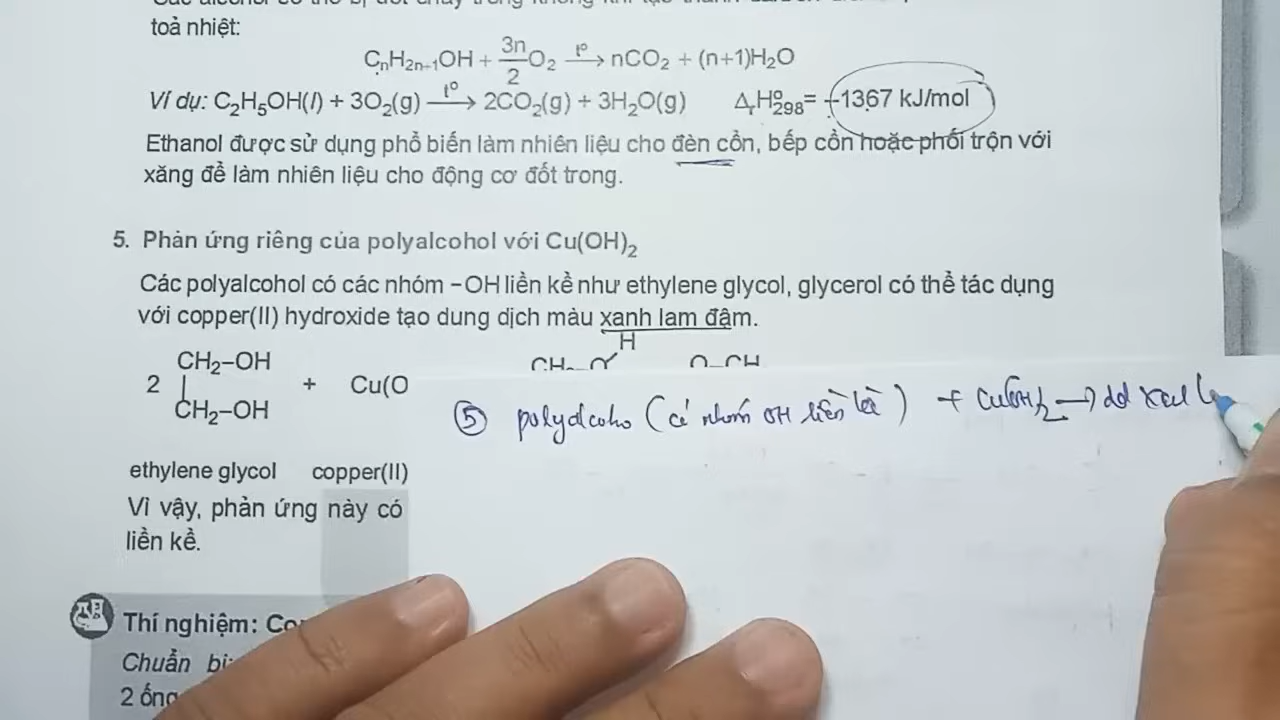 toả nhiệt:
CₙH₂ₙ₊₁OH + 3n/2 O₂ —t°→ nCO₂ + (n+1)H₂O
Ví dụ: C₂H₅OH(l) + 3O₂(g) —t°→ 2CO₂(g) + 3H₂O(g) ΔᵣH°₂₉₈= –1367 kJ/mol
Ethanol được sử dụng phổ biến làm nhiên liệu cho đèn cồn, bếp cồn hoặc phối trộn với
xăng để làm nhiên liệu cho động cơ đốt trong.
5. Phản ứng riêng của polyalcohol với Cu(OH)₂
Các polyalcohol có các nhóm –OH liền kề như ethylene glycol, glycerol có thể tác dụng
với copper(II) hydroxide tạo dung dịch màu xanh lam đậm.
H
CH₂–OH
2 | + Cu(O
CH₂–OH
⑤ polyalcoho (có nhóm OH liền kề) + Cu(OH)₂ → dd
ethylene glycol copper(II)
Vì vậy, phản ứng này có
liền kề.
Thí nghiệm:
Chuẩn bị:
2 ống